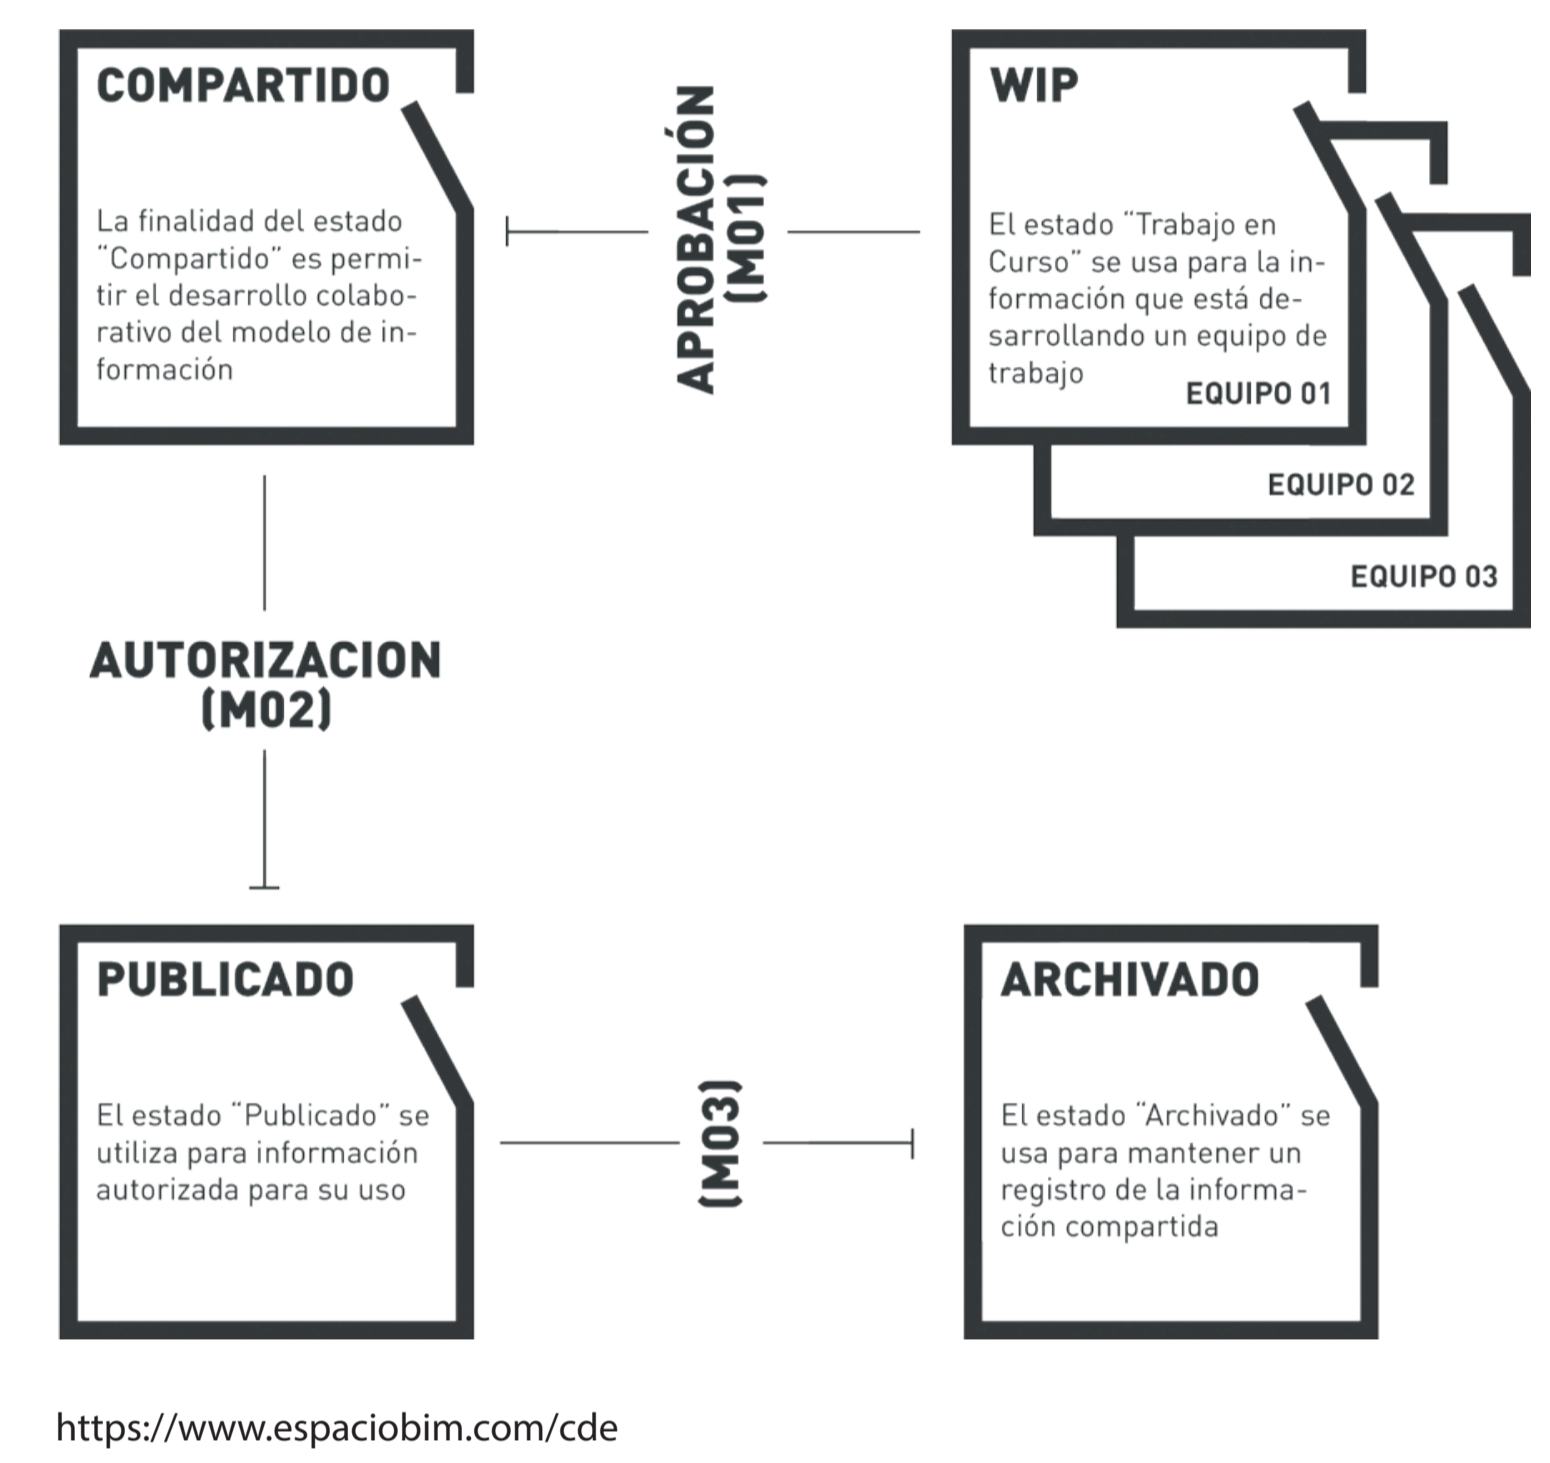 COMPARTIDO
La finalidad del estado
“Compartido” es permi-
tir el desarrollo colabo-
rativo del modelo de in-
formación
APROBACIÓN
(M01)
WIP
El estado “Trabajo en
Curso” se usa para la in-
formación que está de-
sarrollando un equipo de
trabajo
EQUIPO 01
EQUIPO 02
EQUIPO 03
AUTORIZACION
(M02)
PUBLICADO
El estado “Publicado” se
utiliza para información
autorizada para su uso
(M03)
ARCHIVADO
El estado “Archivado” se
usa para mantener un
registro de la informa-
ción compartida
https://www.espaciobim.com/cde